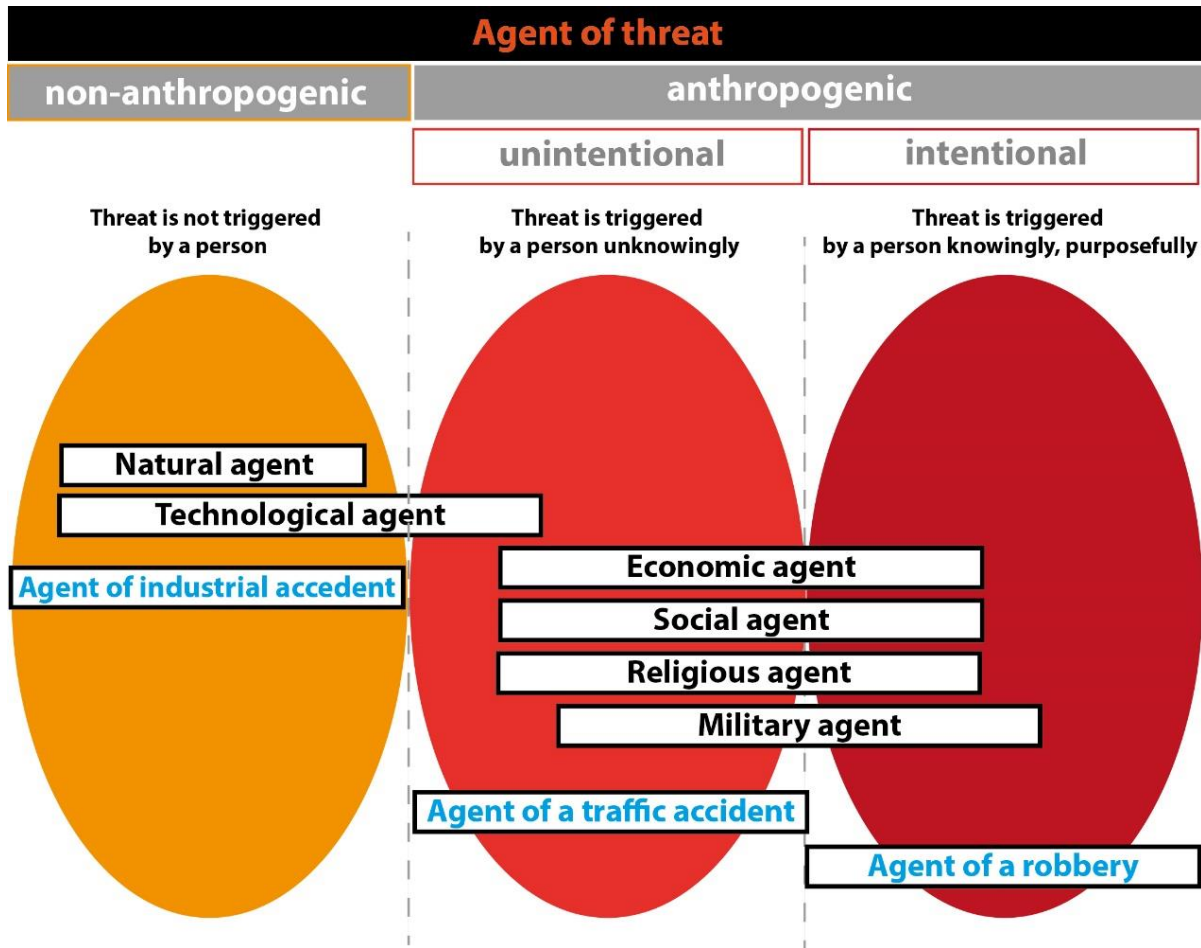 Agent of threat
non-anthropogenic
anthropogenic
unintentional
intentional
Threat is not triggered
by a person
Threat is triggered
by a person unknowingly
Threat is triggered
by a person knowingly, purposefully
Natural agent
Technological agent
Economic agent
Agent of industrial accedent
Social agent
Religious agent
Military agent
Agent of a traffic accident
Agent of a robbery